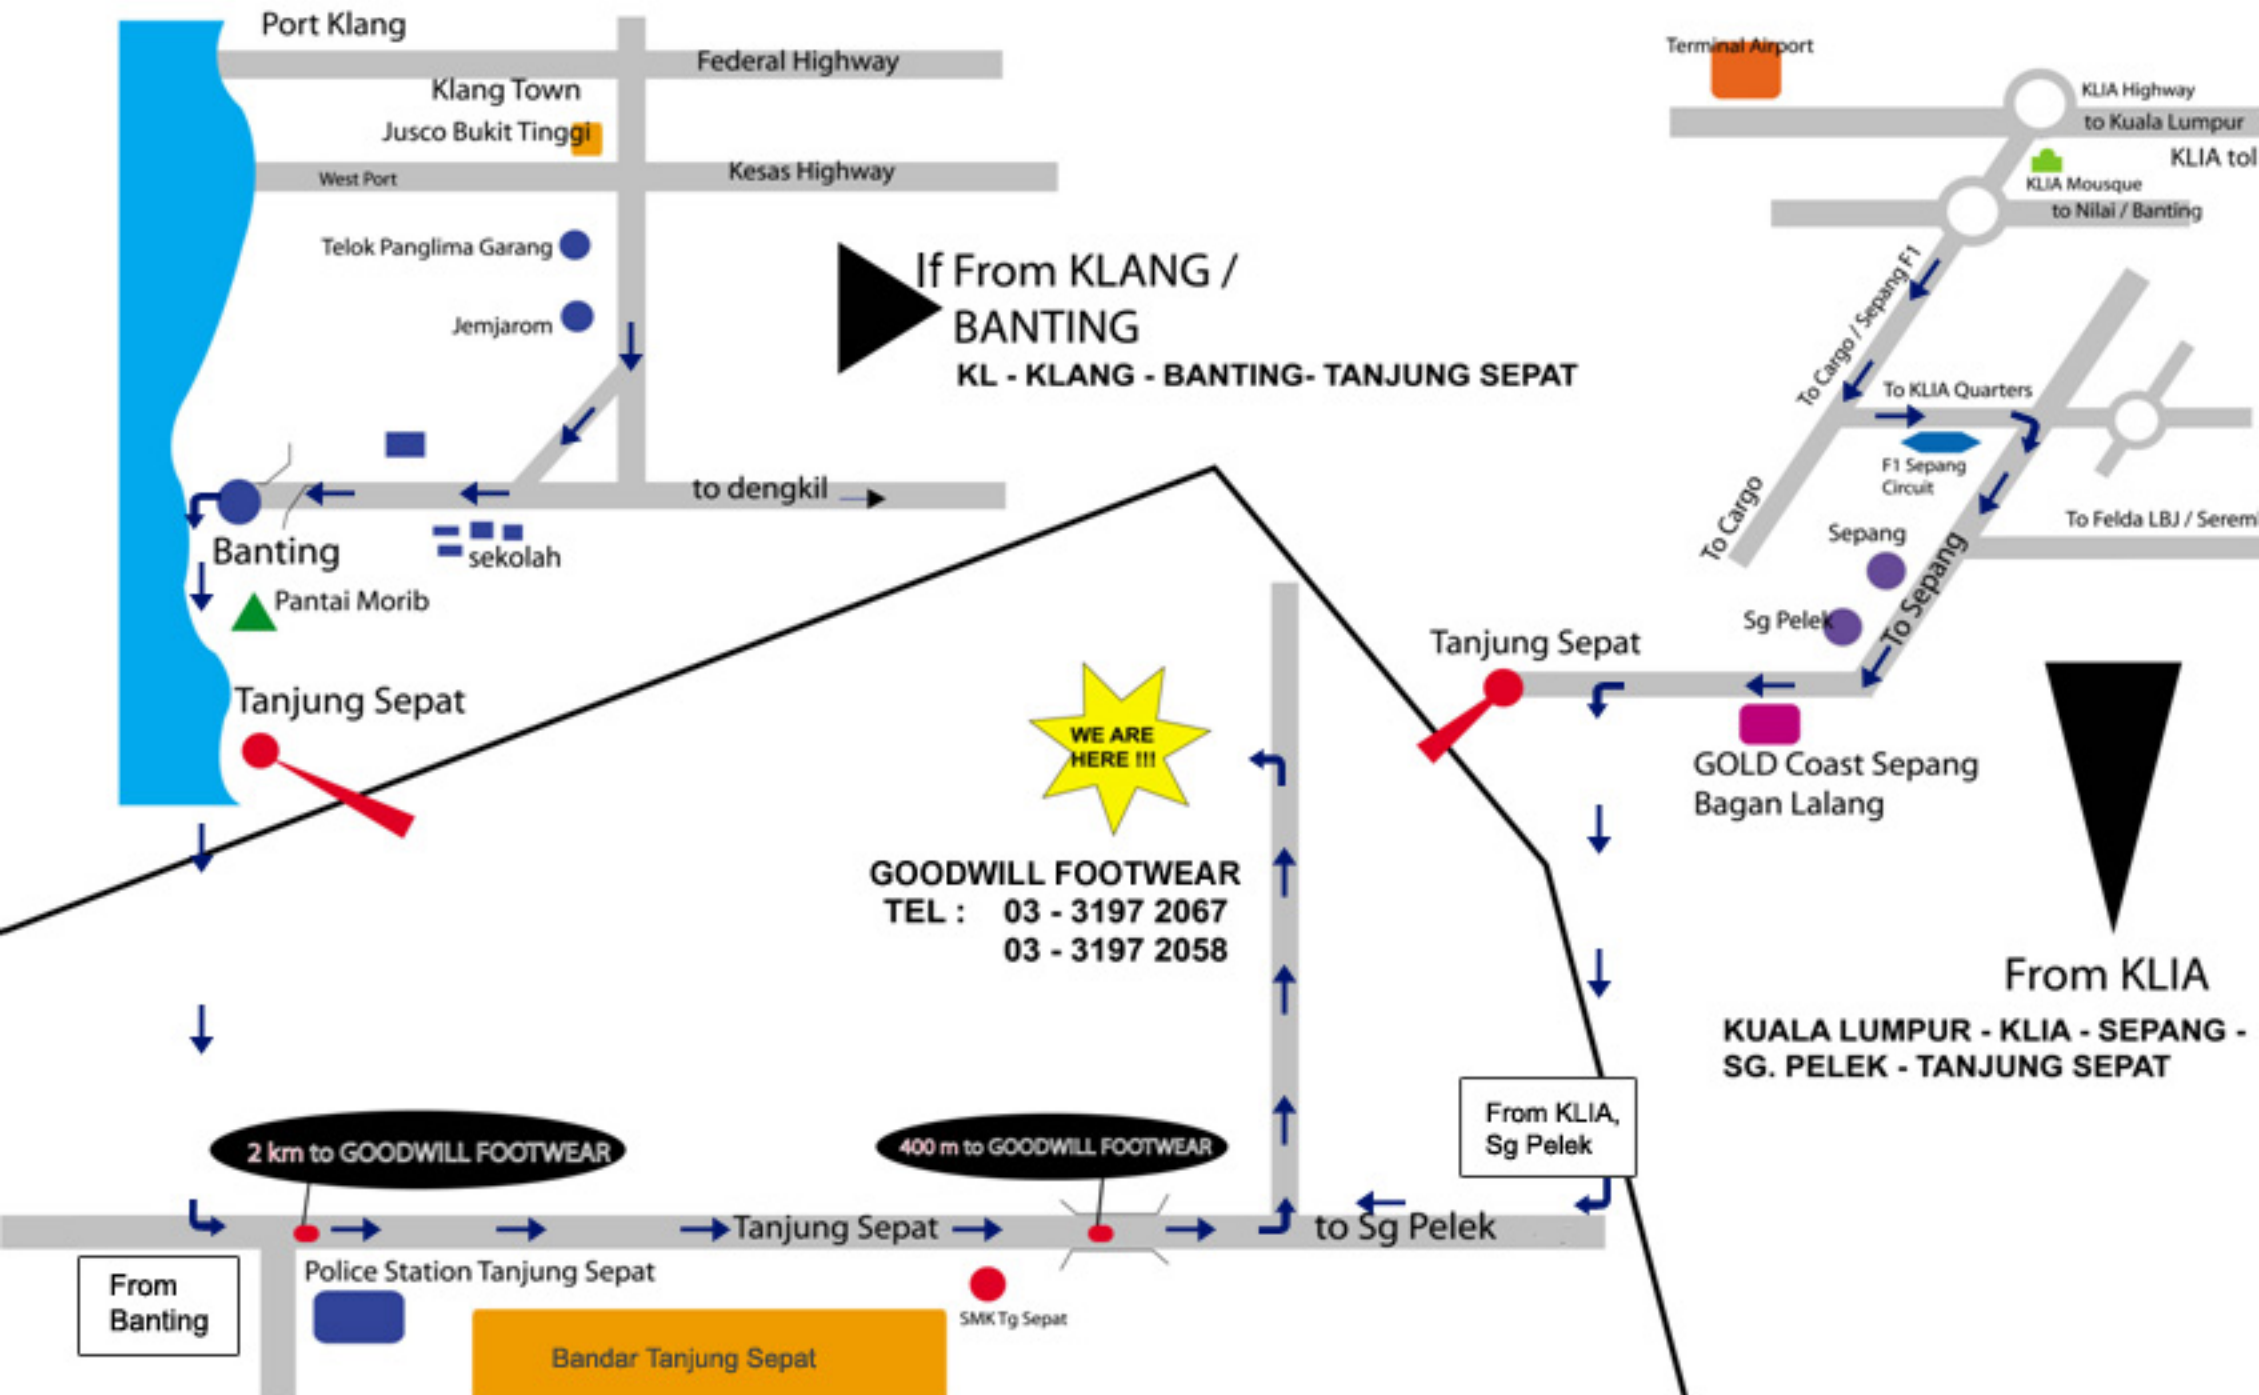 Port Klang
Federal Highway
Klang Town
Jusco Bukit Tinggi
West Port
Kesas Highway
Telok Panglima Garang
Jemjarom
If From KLANG /
BANTING
KL - KLANG - BANTING- TANJUNG SEPAT
to dengkil
Banting
sekolah
Pantai Morib
Tanjung Sepat
Terminal Airport
KLIA Highway
to Kuala Lumpur
KLIA tol
KLIA Mousque
to Nilai / Banting
To Cargo / Sepang F1
To KLIA Quarters
F1 Sepang
Circuit
To Cargo
To Felda LBJ / Seremi
Sepang
To Sepang
Sg Pelek
Tanjung Sepat
GOLD Coast Sepang
Bagan Lalang
WE ARE
HERE !!!
GOODWILL FOOTWEAR
TEL : 03 - 3197 2067
03 - 3197 2058
From KLIA
KUALA LUMPUR - KLIA - SEPANG -
SG. PELEK - TANJUNG SEPAT
From KLIA,
Sg Pelek
2 km to GOODWILL FOOTWEAR
400 m to GOODWILL FOOTWEAR
Tanjung Sepat
to Sg Pelek
From
Banting
Police Station Tanjung Sepat
SMK Tg Sepat
Bandar Tanjung Sepat